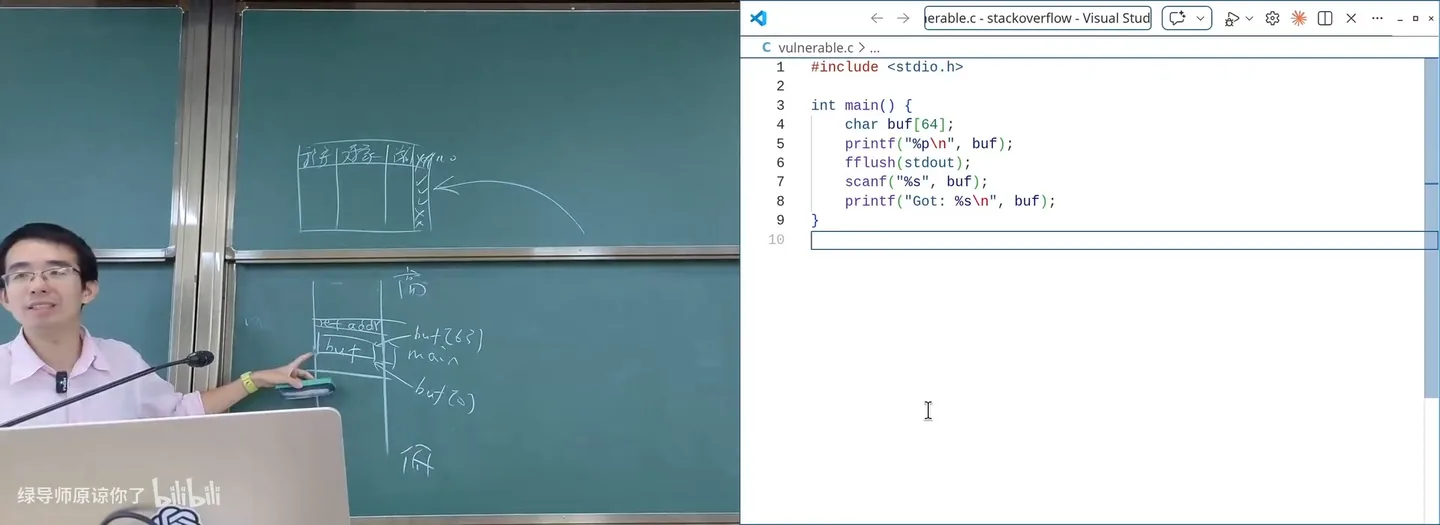 ret addr
buf
高
buf[63]
main
buf[0]
低
绿导师原谅你了 bilibili
nerable.c - stackoverflow - Visual Stud
C vulnerable.c > ...
1 #include <stdio.h>
2
3 int main() {
4 char buf[64];
5 printf("%p\n", buf);
6 fflush(stdout);
7 scanf("%s", buf);
8 printf("Got: %s\n", buf);
9 }
10